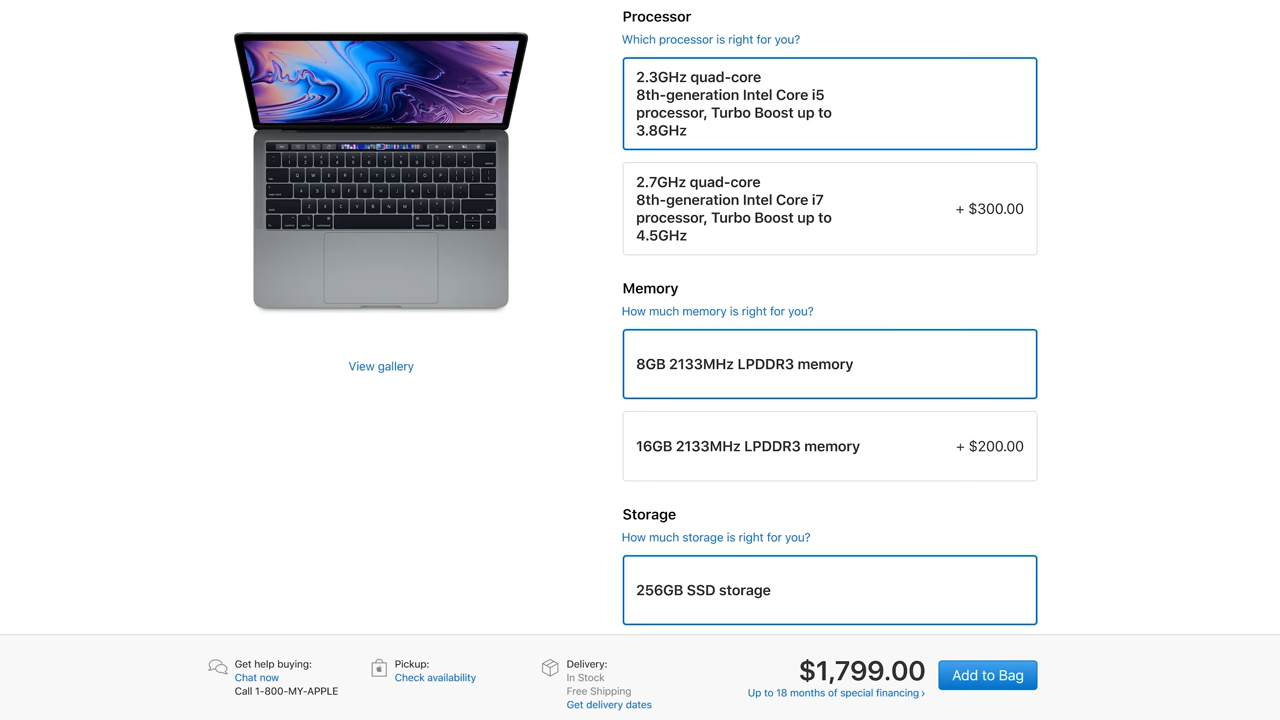 Processor
Which processor is right for you?
2.3GHz quad-core
8th-generation Intel Core i5
processor, Turbo Boost up to
3.8GHz
2.7GHz quad-core
8th-generation Intel Core i7
processor, Turbo Boost up to
4.5GHz
+ $300.00
Memory
How much memory is right for you?
8GB 2133MHz LPDDR3 memory
16GB 2133MHz LPDDR3 memory
+ $200.00
Storage
How much storage is right for you?
256GB SSD storage
View gallery
Get help buying:
Chat now
Call 1-800-MY-APPLE
Pickup:
Check availability
Delivery:
In Stock
Free Shipping
Get delivery dates
$1,799.00
Up to 18 months of special financing ›
Add to Bag